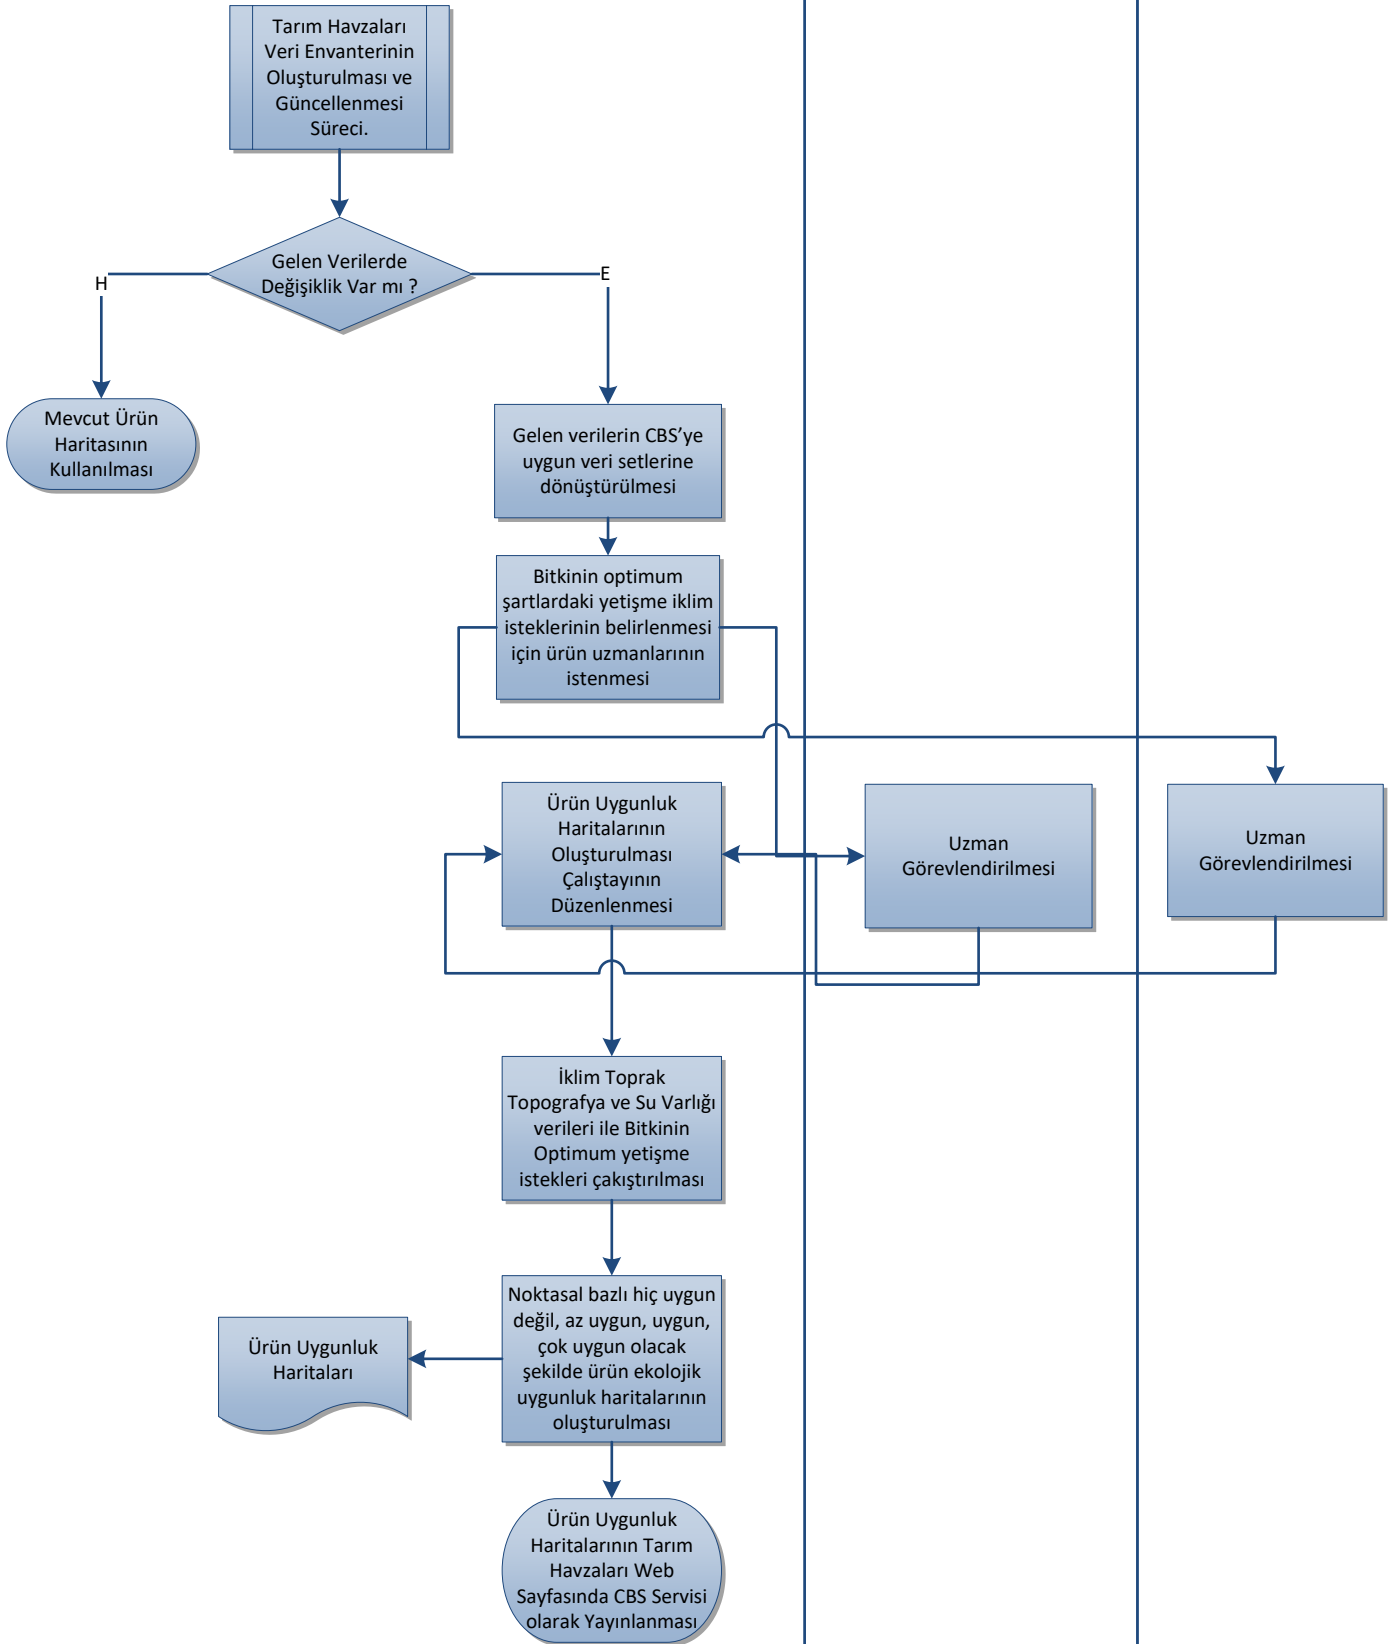 Tarım Havzaları
Veri Envanterinin
Oluşturulması ve
Güncellenmesi
Süreci.
Gelen Verilerde
Değişiklik Var mı ?
H
E
Mevcut Ürün
Haritasının
Kullanılması
Gelen verilerin CBS’ye
uygun veri setlerine
dönüştürülmesi
Bitkinin optimum
şartlardaki yetişme iklim
isteklerinin belirlenmesi
için ürün uzmanlarının
istenmesi
Ürün Uygunluk
Haritalarının
Oluşturulması
Çalıştayının
Düzenlenmesi
Uzman
Görevlendirilmesi
Uzman
Görevlendirilmesi
İklim Toprak
Topografya ve Su Varlığı
verileri ile Bitkinin
Optimum yetişme
istekleri çakıştırılması
Noktasal bazlı hiç uygun
değil, az uygun, uygun,
çok uygun olacak
şekilde ürün ekolojik
uygunluk haritalarının
oluşturulması
Ürün Uygunluk
Haritaları
Ürün Uygunluk
Haritalarının Tarım
Havzaları Web
Sayfasında CBS Servisi
olarak Yayınlanması